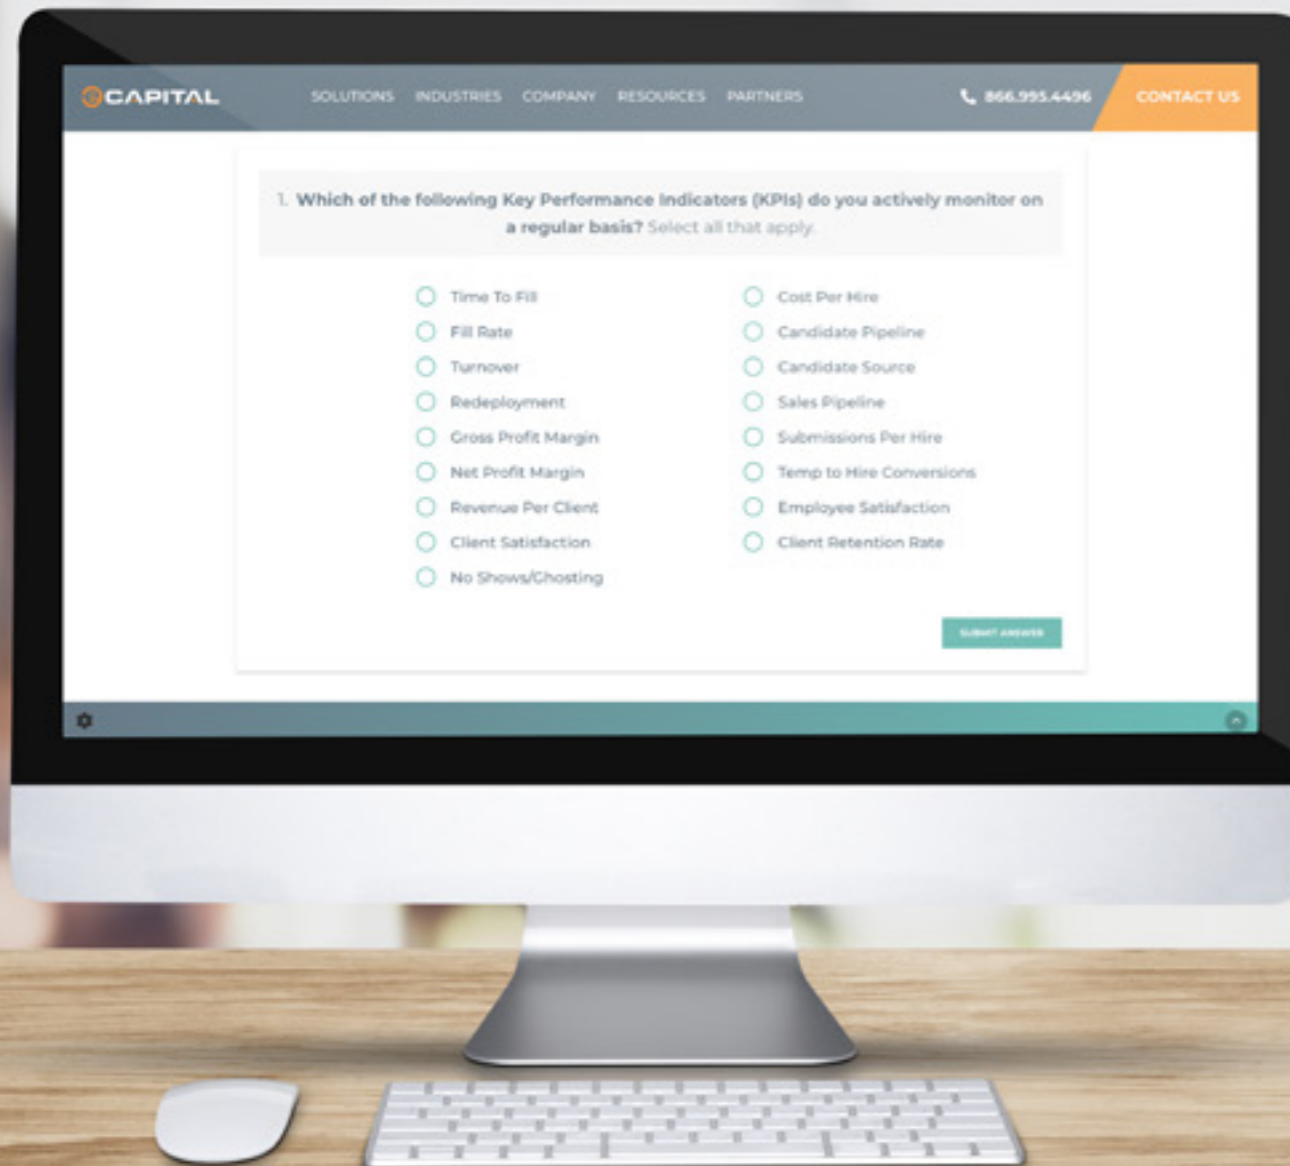 CAPITAL
SOLUTIONS INDUSTRIES COMPANY RESOURCES PARTNERS
866.995.4496
CONTACT US
1. Which of the following Key Performance Indicators (KPIs) do you actively monitor on
a regular basis? Select all that apply.
Time To Fill
Fill Rate
Turnover
Redeployment
Gross Profit Margin
Net Profit Margin
Revenue Per Client
Client Satisfaction
No Shows/Ghosting
Cost Per Hire
Candidate Pipeline
Candidate Source
Sales Pipeline
Submissions Per Hire
Temp to Hire Conversions
Employee Satisfaction
Client Retention Rate
SUBMIT ANSWER